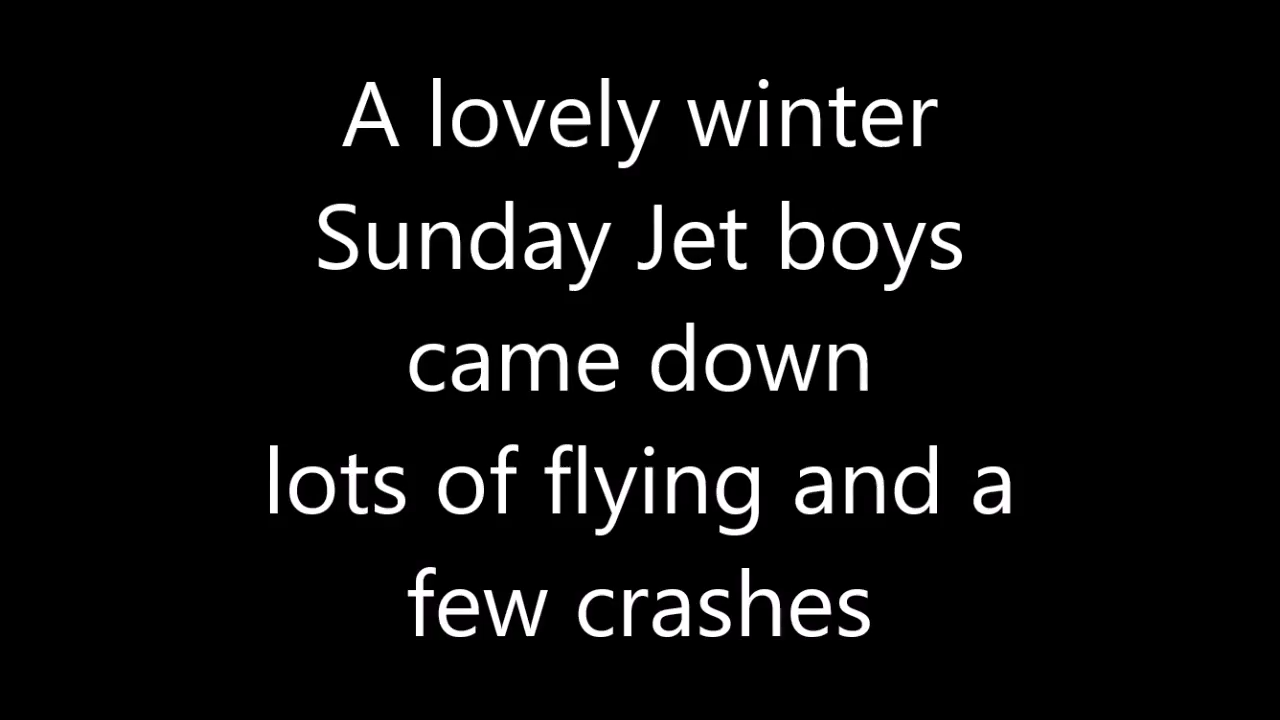 A lovely winter
Sunday Jet boys
came down
lots of flying and a
few crashes